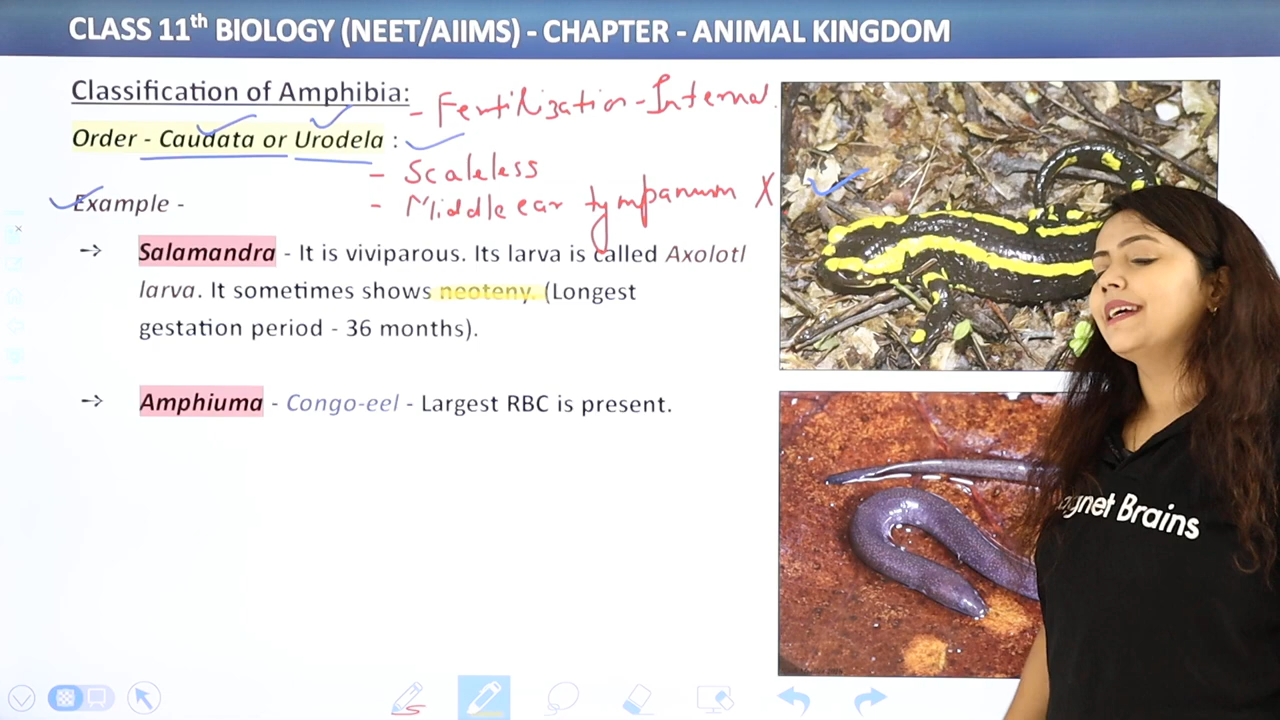 CLASS 11th BIOLOGY (NEET/AIIMS) - CHAPTER - ANIMAL KINGDOM
Classification of Amphibia:
- Fertilization - Internal.
Order - Caudata or Urodela :
- Scaleless
- Middle ear tympanum X
Example -
-> Salamandra - It is viviparous. Its larva is called Axolotl
larva. It sometimes shows neoteny. (Longest
gestation period - 36 months).
-> Amphiuma - Congo-eel - Largest RBC is present.
gnet Brains